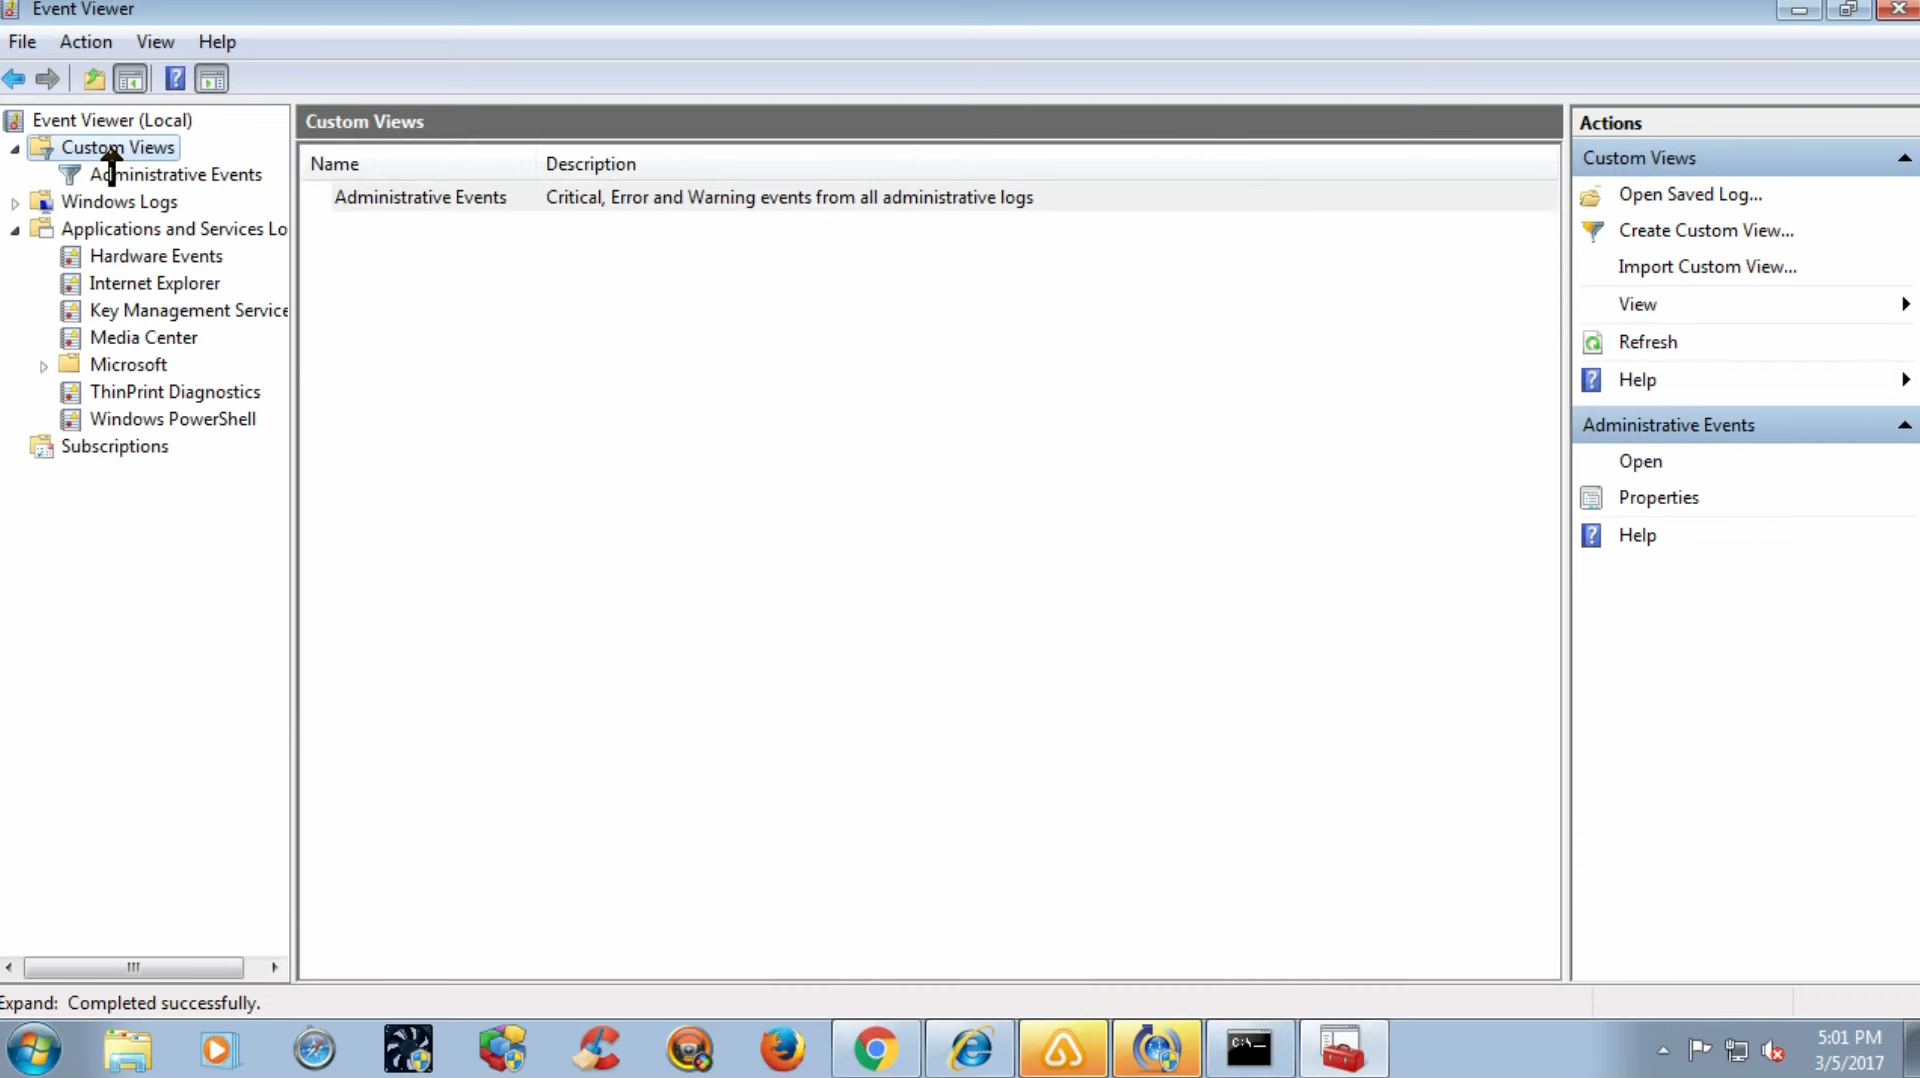 Event Viewer
File Action View Help
Event Viewer (Local)
Custom Views
Administrative Events
Windows Logs
Applications and Services Lo
Hardware Events
Internet Explorer
Key Management Service
Media Center
Microsoft
ThinPrint Diagnostics
Windows PowerShell
Subscriptions
Custom Views
Name Description
Administrative Events Critical, Error and Warning events from all administrative logs
Actions
Custom Views
Open Saved Log...
Create Custom View...
Import Custom View...
View
Refresh
Help
Administrative Events
Open
Properties
Help
Expand: Completed successfully.
C:\_
5:01 PM
3/5/2017